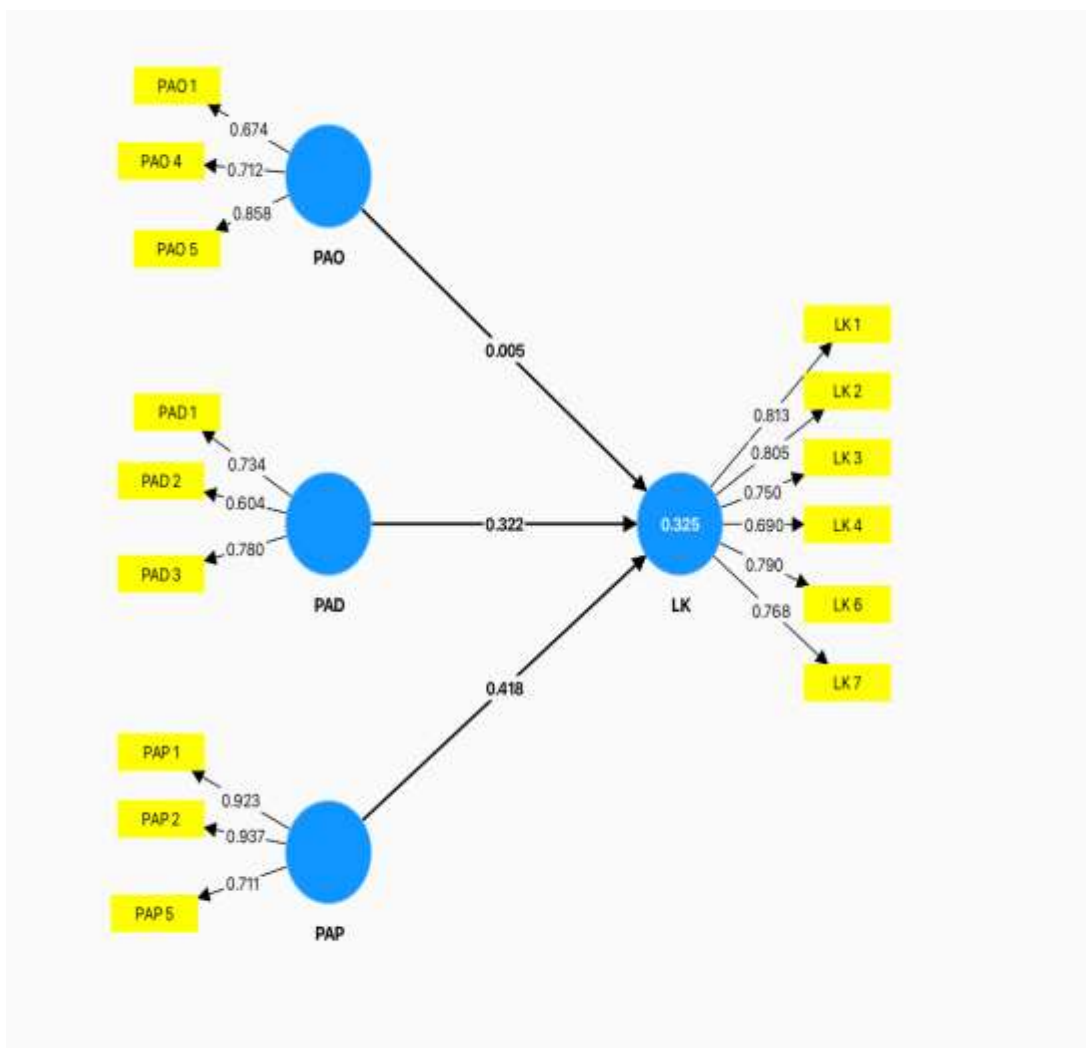 PAO 1
0.674
PAO 4
0.712
0.858
PAO 5
PAO
0.005
PAD 1
0.734
PAD 2
0.604
0.780
PAD 3
PAD
0.322
LK 1
LK 2
0.813
0.805
LK 3
0.750
0.325
0.690
LK 4
0.790
LK 6
LK
0.768
LK 7
0.418
PAP 1
0.923
PAP 2
0.937
0.711
PAP 5
PAP